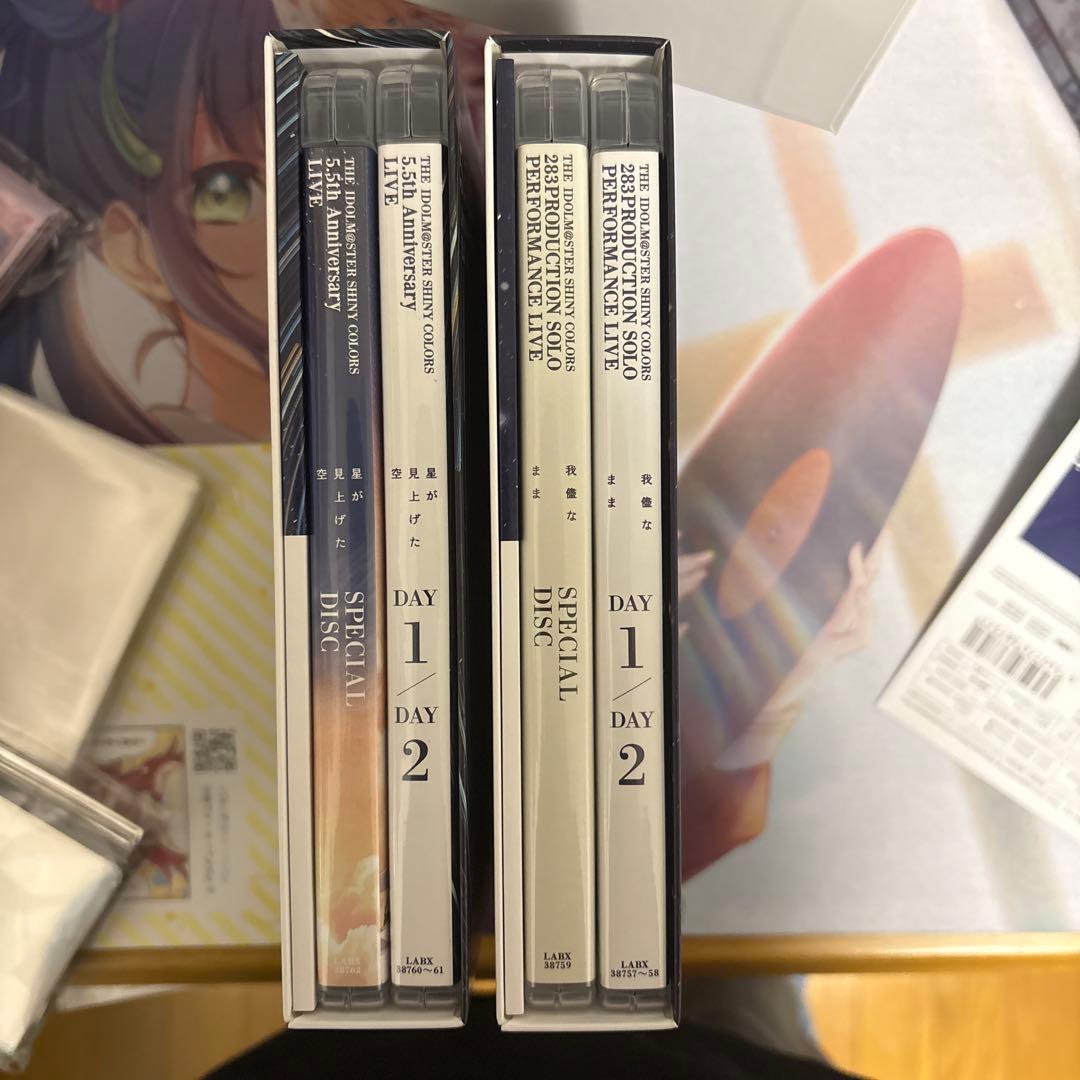 THE IDOLM@STER SHINY COLORS
5.5th Anniversary
LIVE
星が
見上げた
空
SPECIAL
DISC
LABX
38762
THE IDOLM@STER SHINY COLORS
5.5th Anniversary
LIVE
星が
見上げた
空
DAY
1
/
DAY
2
LABX
38760～61
THE IDOLM@STER SHINY COLORS
283PRODUCTION SOLO
PERFORMANCE LIVE
我儘な
まま
SPECIAL
DISC
LABX
38759
THE IDOLM@STER SHINY COLORS
283PRODUCTION SOLO
PERFORMANCE LIVE
我儘な
まま
DAY
1
/
DAY
2
LABX
38757～58